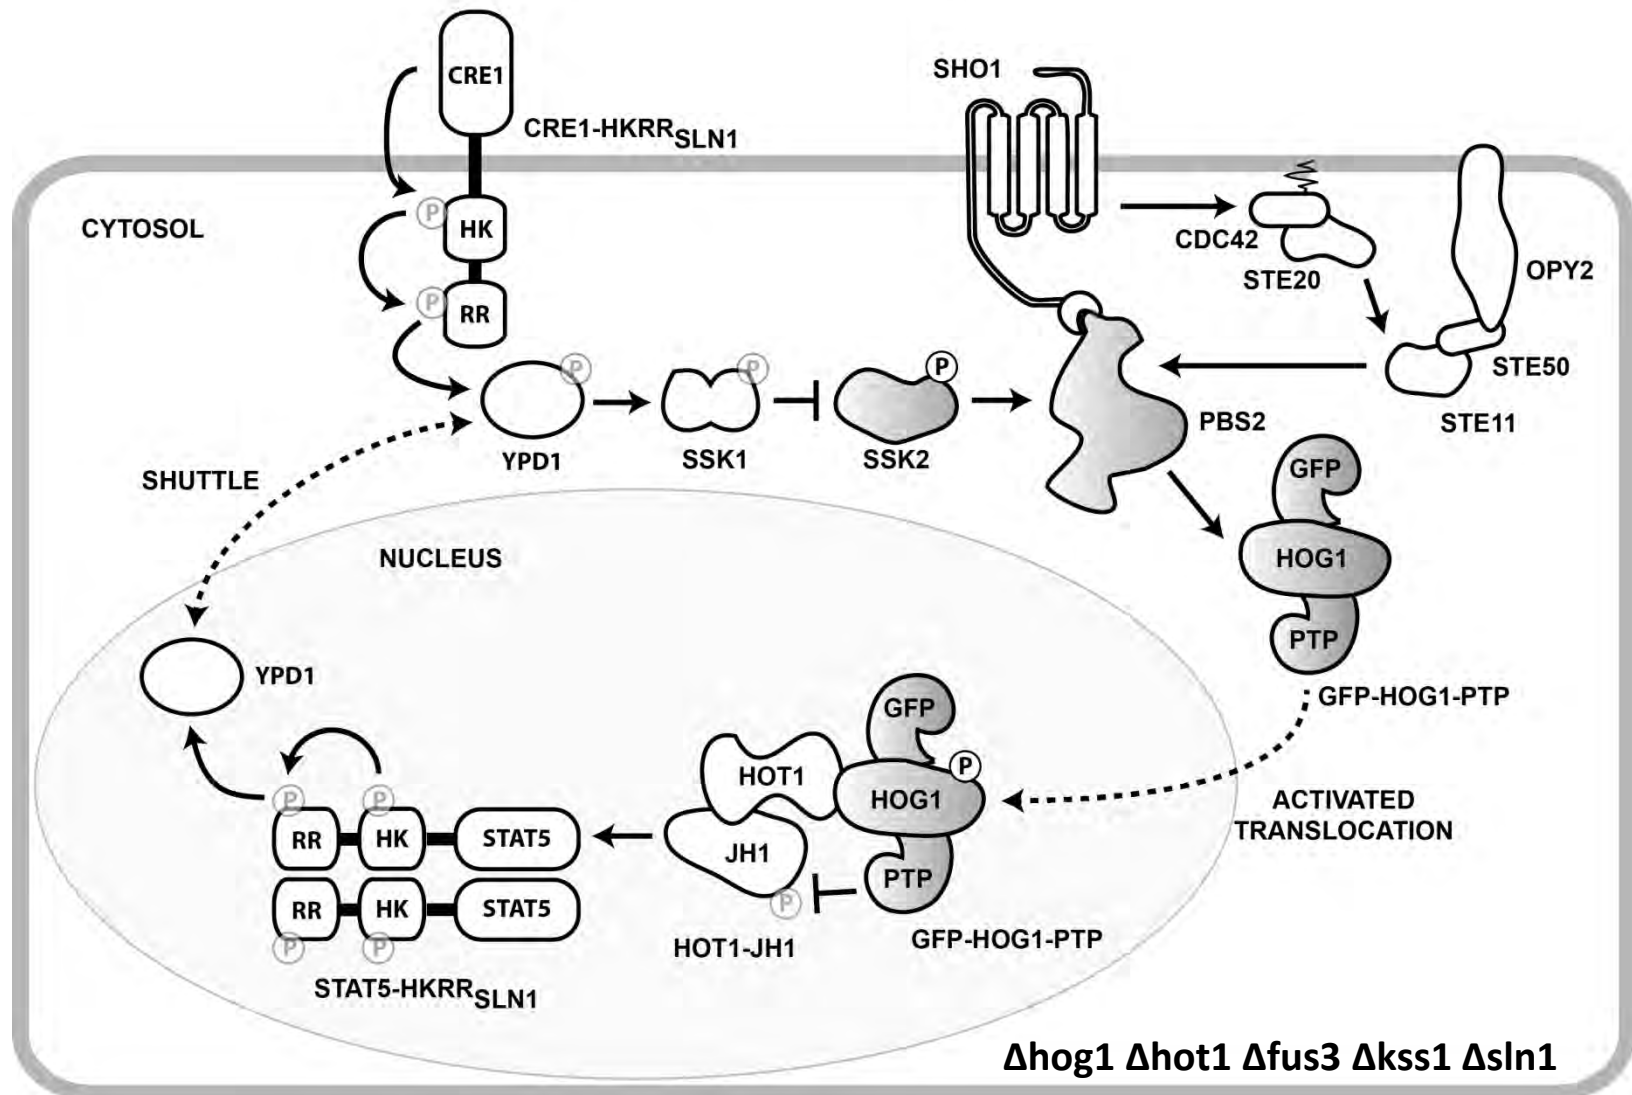 CRE1
CRE1-HKRRSLN1
P
HK
P
RR
CYTOSOL
SHO1
CDC42
STE20
OPY2
STE50
STE11
P
YPD1
P
SSK1
P
SSK2
PBS2
GFP
HOG1
PTP
GFP-HOG1-PTP
SHUTTLE
NUCLEUS
YPD1
ACTIVATED
TRANSLOCATION
GFP
HOT1
P
HOG1
JH1
PTP
P
HOT1-JH1
GFP-HOG1-PTP
P
P
RR
HK
STAT5
RR
HK
STAT5
P
P
STAT5-HKRRSLN1
Δhog1 Δhot1 Δfus3 Δkss1 Δsln1